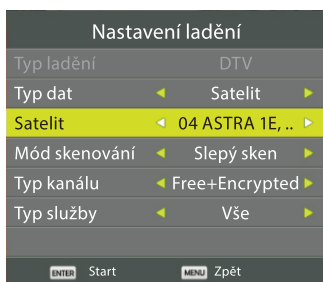 Nastavení ladění
Typ ladění DTV
Typ dat Satelit
Satelit 04 ASTRA 1E, ..
Mód skenování Slepý sken
Typ kanálu Free+Encrypted
Typ služby Vše
ENTER Start MENU Zpět